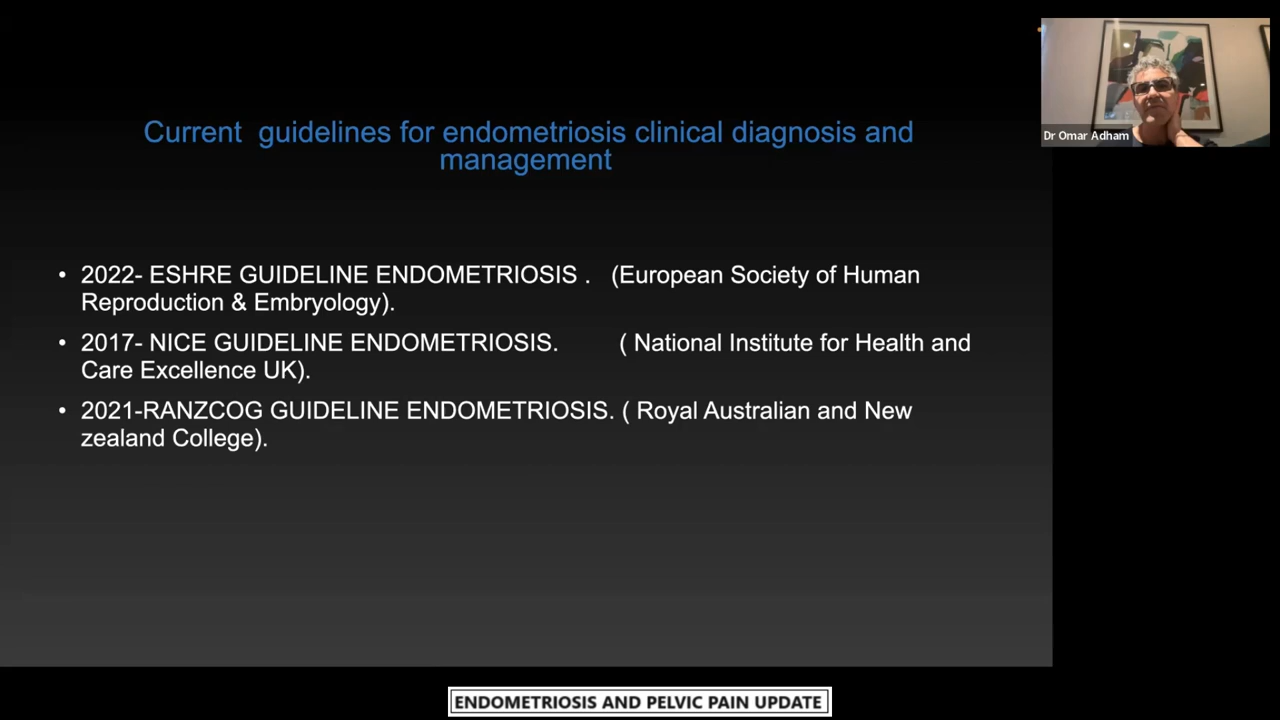 Current guidelines for endometriosis clinical diagnosis and
management
Dr Omar Adham
• 2022- ESHRE GUIDELINE ENDOMETRIOSIS . (European Society of Human
Reproduction & Embryology).
• 2017- NICE GUIDELINE ENDOMETRIOSIS. ( National Institute for Health and
Care Excellence UK).
• 2021-RANZCOG GUIDELINE ENDOMETRIOSIS. ( Royal Australian and New
zealand College).
ENDOMETRIOSIS AND PELVIC PAIN UPDATE